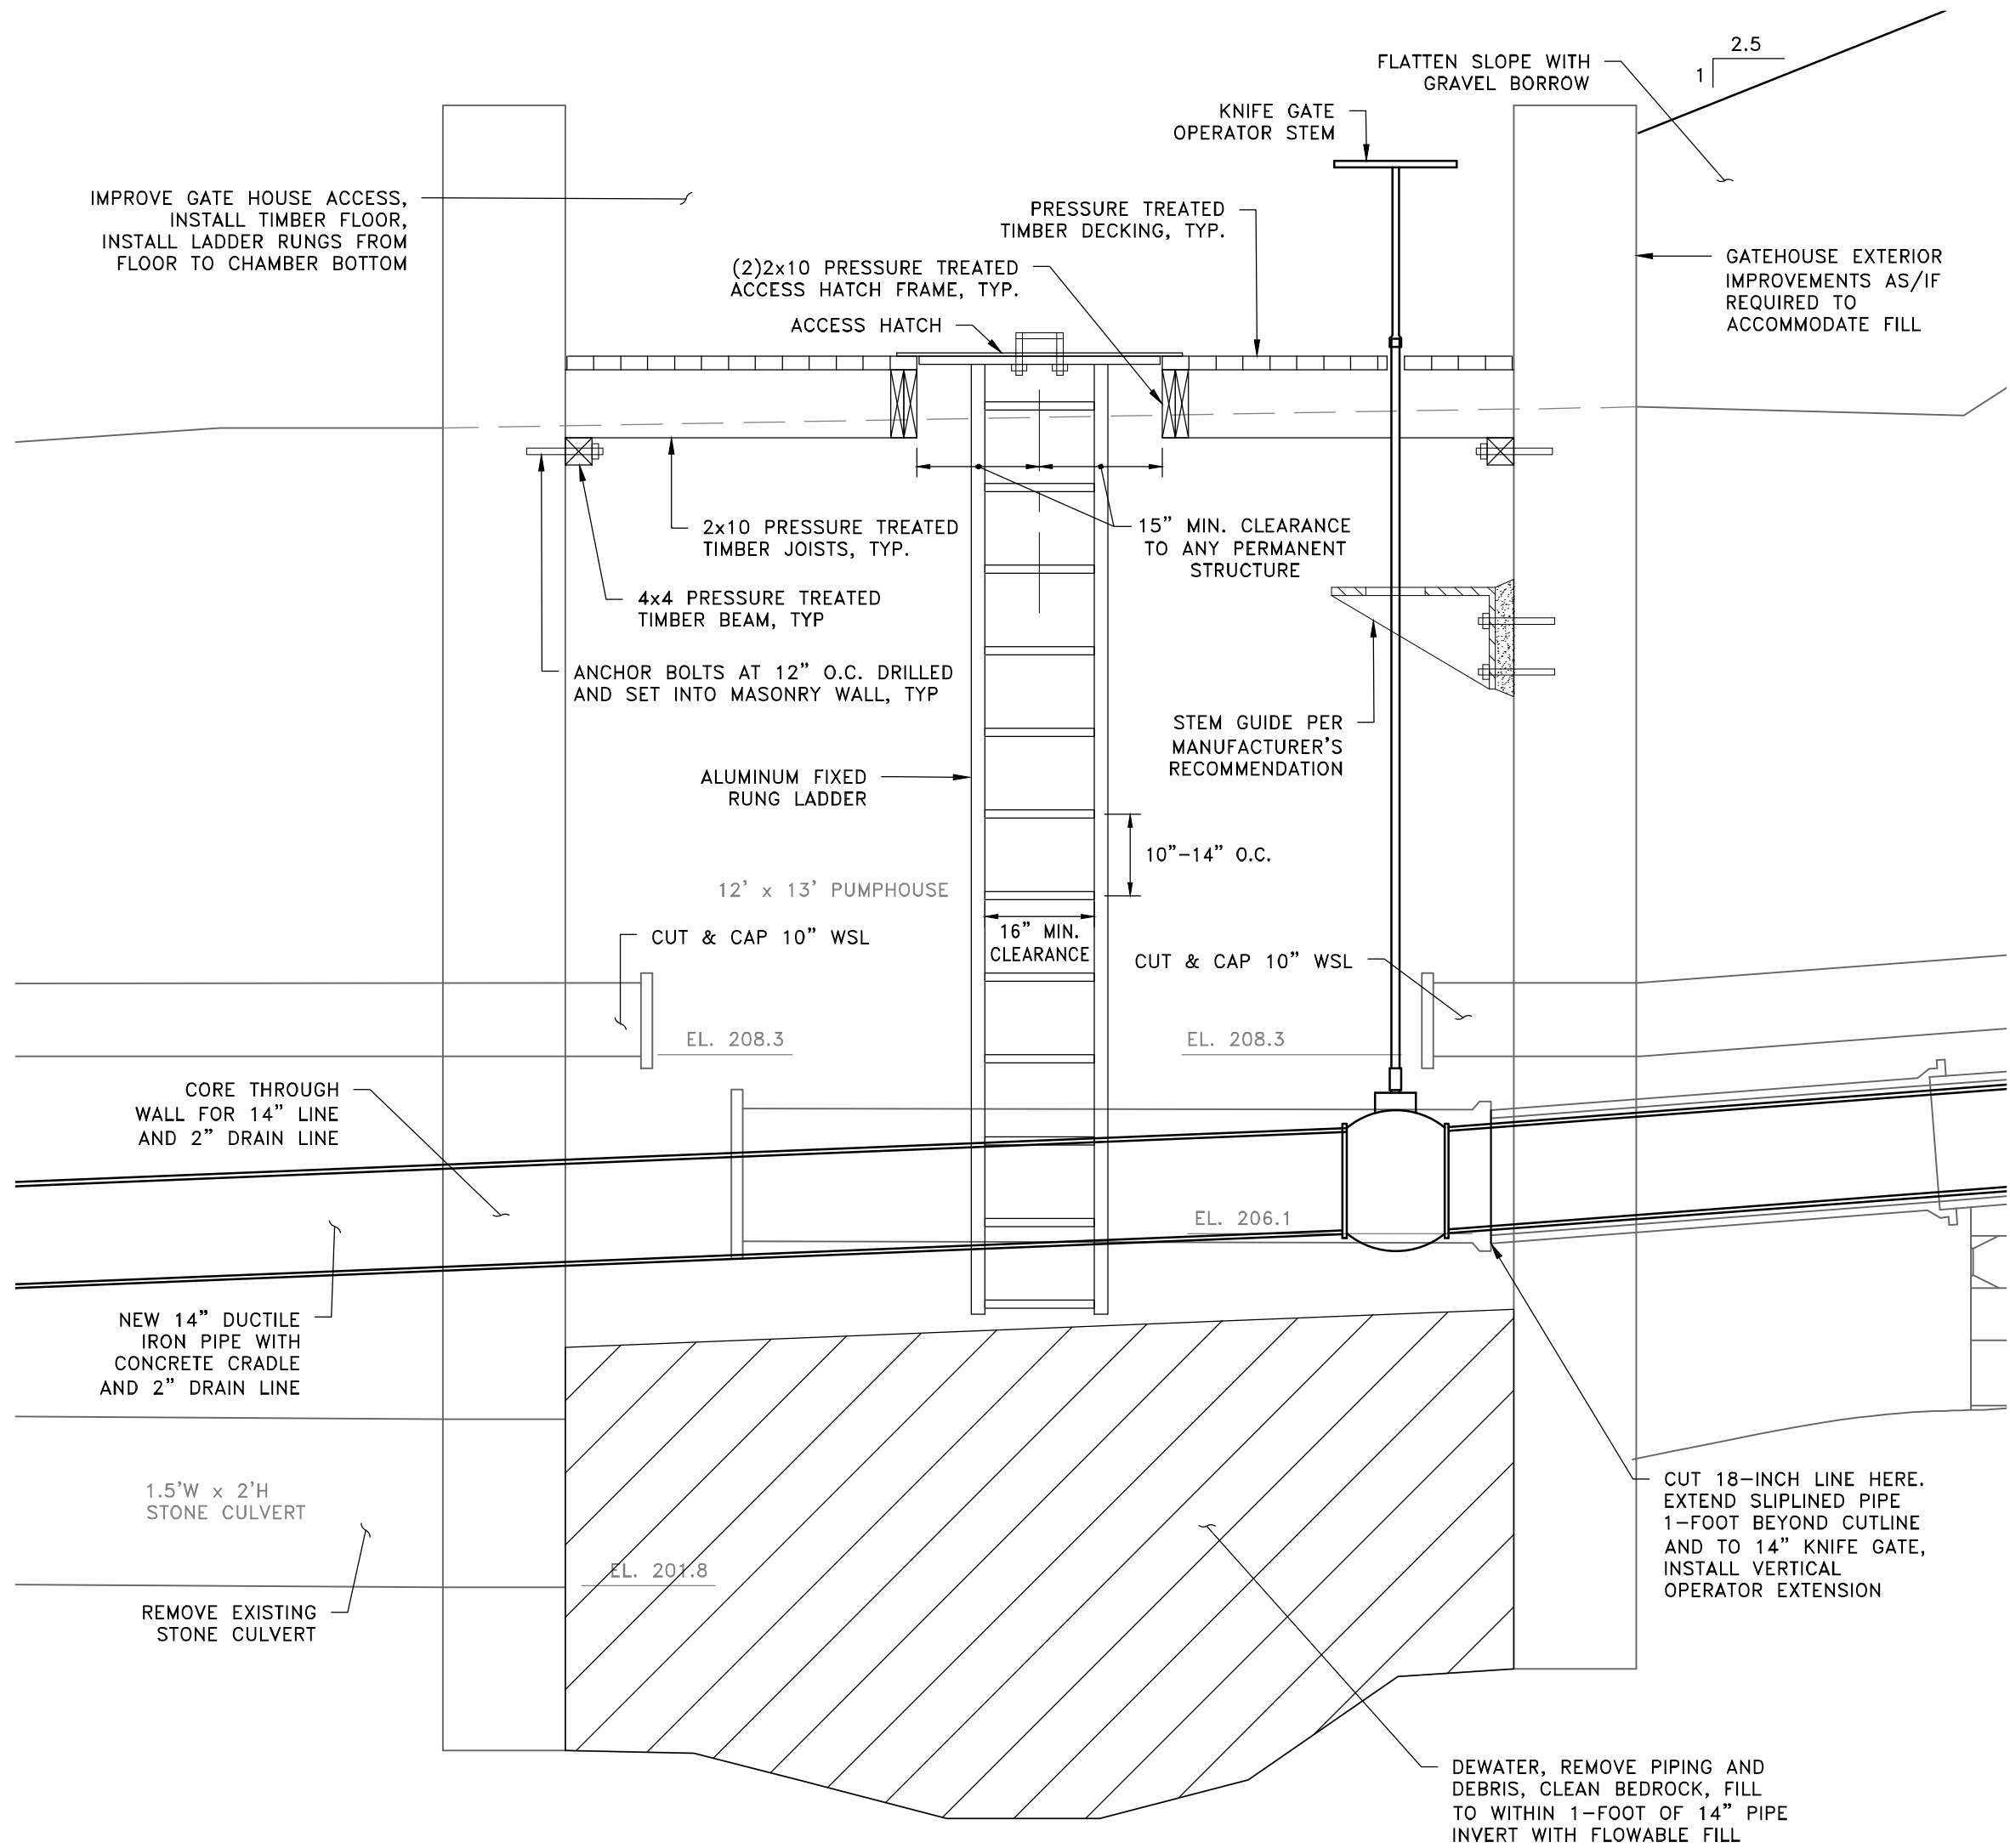 2.5
1
FLATTEN SLOPE WITH
GRAVEL BORROW
KNIFE GATE
OPERATOR STEM
IMPROVE GATE HOUSE ACCESS,
INSTALL TIMBER FLOOR,
INSTALL LADDER RUNGS FROM
FLOOR TO CHAMBER BOTTOM
PRESSURE TREATED
TIMBER DECKING, TYP.
(2)2x10 PRESSURE TREATED
ACCESS HATCH FRAME, TYP.
ACCESS HATCH
GATEHOUSE EXTERIOR
IMPROVEMENTS AS/IF
REQUIRED TO
ACCOMMODATE FILL
2x10 PRESSURE TREATED
TIMBER JOISTS, TYP.
15” MIN. CLEARANCE
TO ANY PERMANENT
STRUCTURE
4x4 PRESSURE TREATED
TIMBER BEAM, TYP
ANCHOR BOLTS AT 12” O.C. DRILLED
AND SET INTO MASONRY WALL, TYP
STEM GUIDE PER
MANUFACTURER’S
RECOMMENDATION
ALUMINUM FIXED
RUNG LADDER
10”-14” O.C.
12’ x 13’ PUMPHOUSE
16” MIN.
CLEARANCE
CUT & CAP 10” WSL
CUT & CAP 10” WSL
EL. 208.3
EL. 208.3
CORE THROUGH
WALL FOR 14” LINE
AND 2” DRAIN LINE
EL. 206.1
NEW 14” DUCTILE
IRON PIPE WITH
CONCRETE CRADLE
AND 2” DRAIN LINE
1.5’W x 2’H
STONE CULVERT
CUT 18-INCH LINE HERE.
EXTEND SLIPLINED PIPE
1-FOOT BEYOND CUTLINE
AND TO 14” KNIFE GATE,
INSTALL VERTICAL
OPERATOR EXTENSION
EL. 201.8
REMOVE EXISTING
STONE CULVERT
DEWATER, REMOVE PIPING AND
DEBRIS, CLEAN BEDROCK, FILL
TO WITHIN 1-FOOT OF 14” PIPE
INVERT WITH FLOWABLE FILL